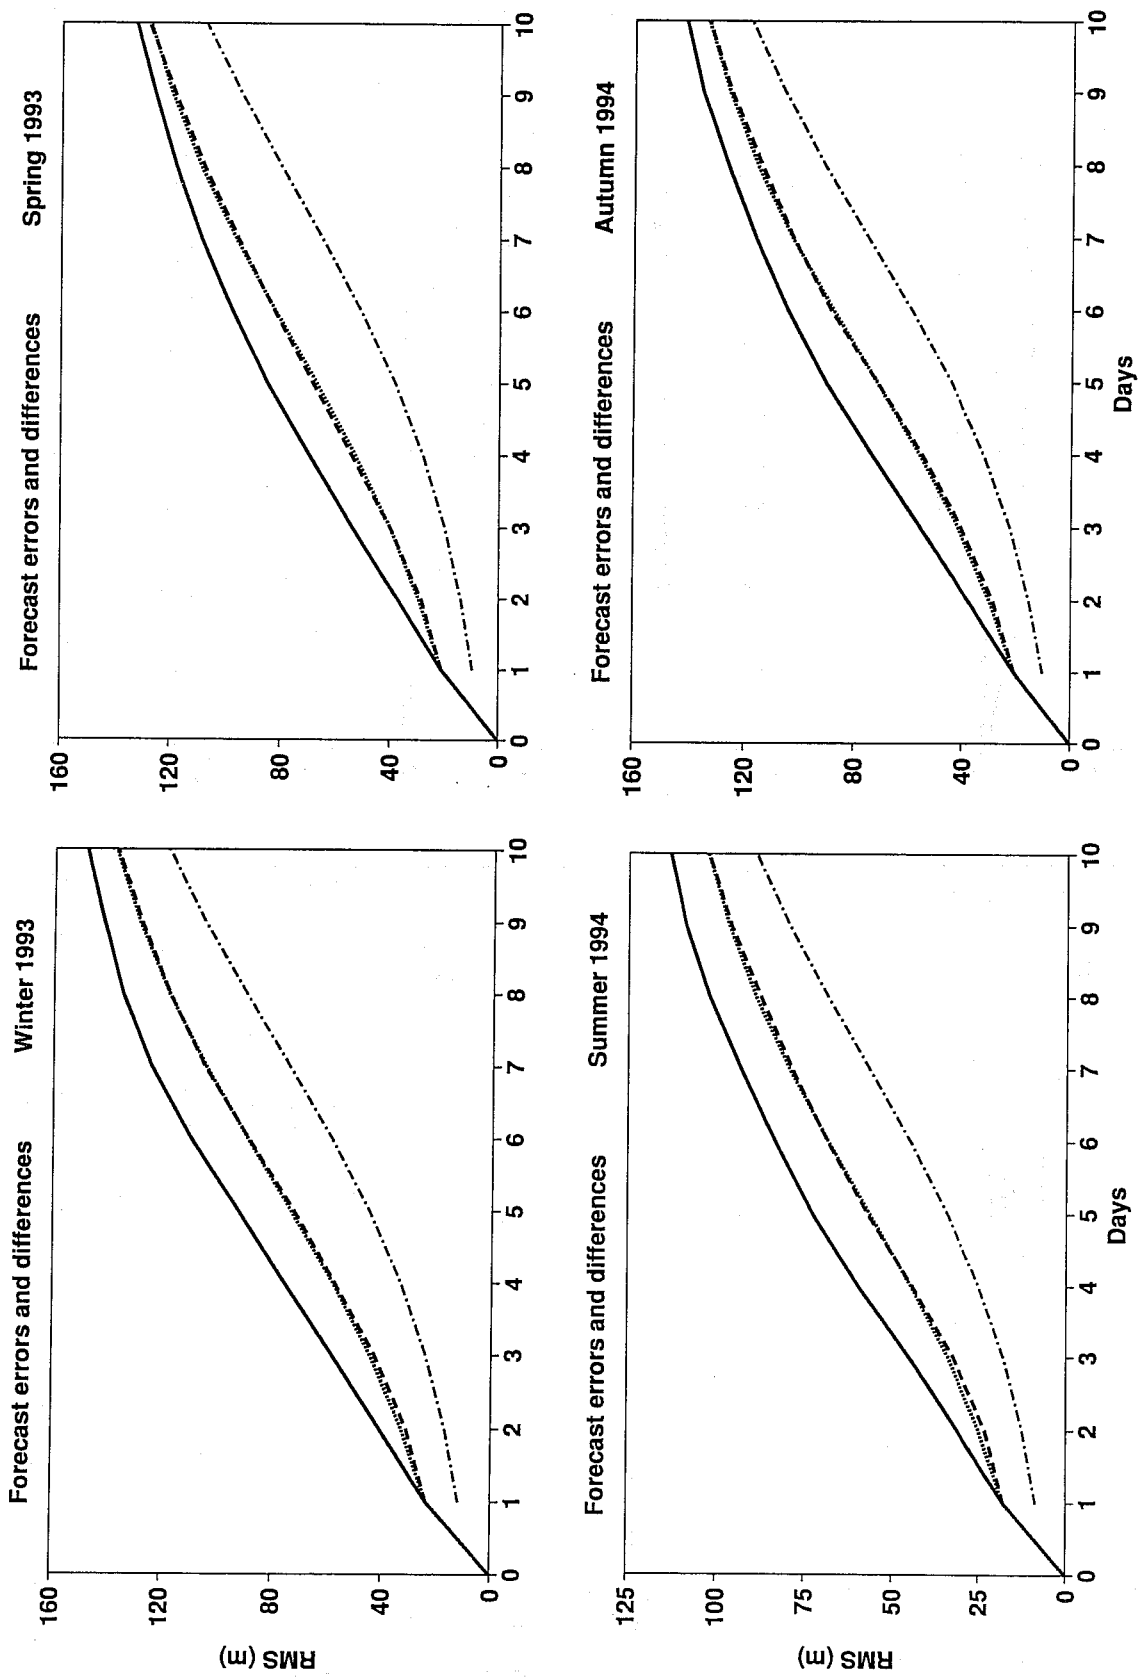 Forecast errors and differences Winter 1993
RMS (m)
160
120
80
40
0
0 1 2 3 4 5 6 7 8 9 10
Forecast errors and differences Spring 1993
160
120
80
40
0
0 1 2 3 4 5 6 7 8 9 10
Forecast errors and differences Summer 1994
RMS (m)
125
100
75
50
25
0
0 1 2 3 4 5 6 7 8 9 10
Days
Forecast errors and differences Autumn 1994
160
120
80
40
0
0 1 2 3 4 5 6 7 8 9 10
Days